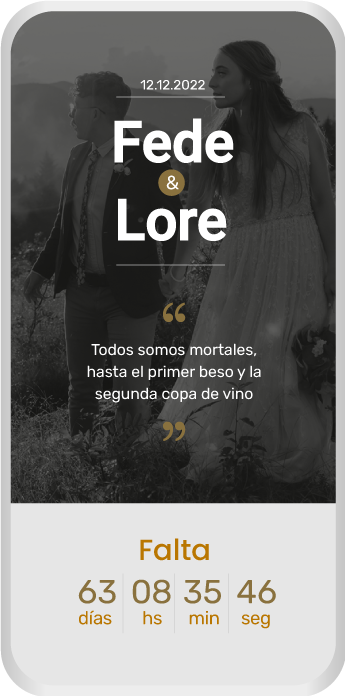 12.12.2022
Fede
&
Lore
“
Todos somos mortales,
hasta el primer beso y la
segunda copa de vino
”
Falta
63 08 35 46
días hs min seg